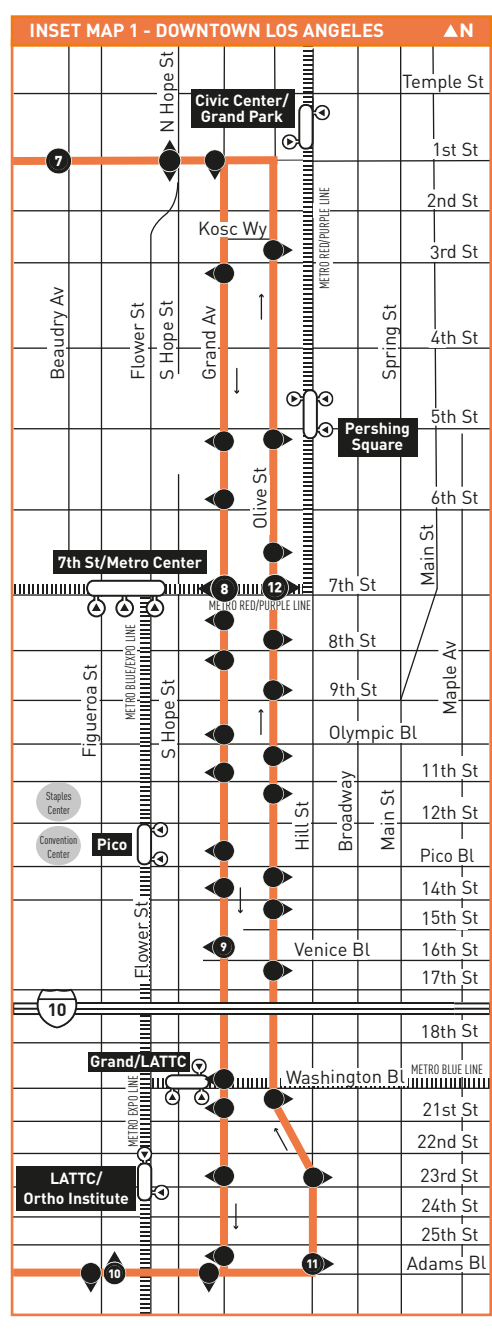 INSET MAP 1 - DOWNTOWN LOS ANGELES
N
Temple St
N Hope St
Civic Center/
Grand Park
1st St
7
2nd St
Kosc Wy
METRO RED/PURPLE LINE
3rd St
Beaudry Av
Flower St
S Hope St
Grand Av
Spring St
4th St
5th St
Pershing
Square
Olive St
6th St
Main St
7th St/Metro Center
8
12
7th St
METRO RED/PURPLE LINE
METRO BLUE/EXPO LINE
8th St
Figueroa St
S Hope St
Maple Av
9th St
Olympic Bl
11th St
Staples
Center
Hill St
Broadway
Main St
12th St
Convention
Center
Pico
Pico Bl
14th St
Flower St
15th St
9
Venice Bl
16th St
17th St
10
18th St
Grand/LATTC
Washington Bl
METRO BLUE LINE
METRO EXPO LINE
21st St
22nd St
LATTC/
Ortho Institute
23rd St
24th St
25th St
10
11
Adams Bl